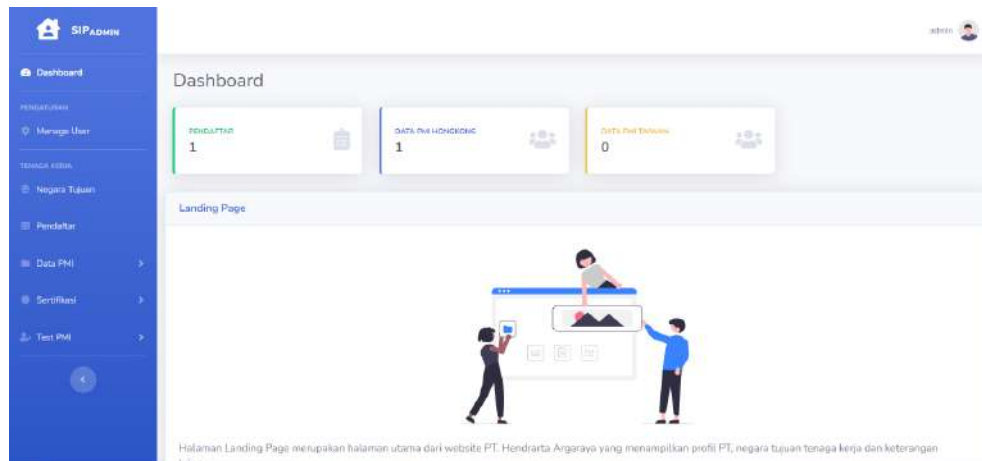 SIPADMIN
admin
Dashboard
PENGATURAN
Manage User
TENAGA KERJA
Negara Tujuan
Pendaftar
Data PMI
Sertifikasi
Test PMI
Dashboard
PENDAFTAR
1
DATA PMI HONGKONG
1
DATA PMI TAIWAN
0
Landing Page
Halaman Landing Page merupakan halaman utama dari website PT. Hendrarta Argaraya yang menampilkan profil PT, negara tujuan tenaga kerja dan keterangan